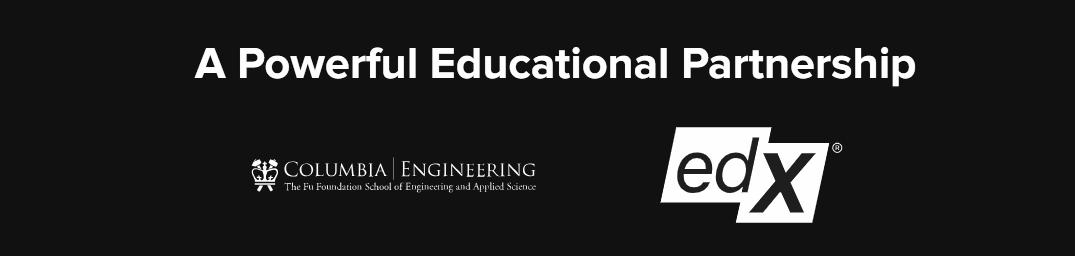 A Powerful Educational Partnership
COLUMBIA | ENGINEERING
The Fu Foundation School of Engineering and Applied Science
edX®